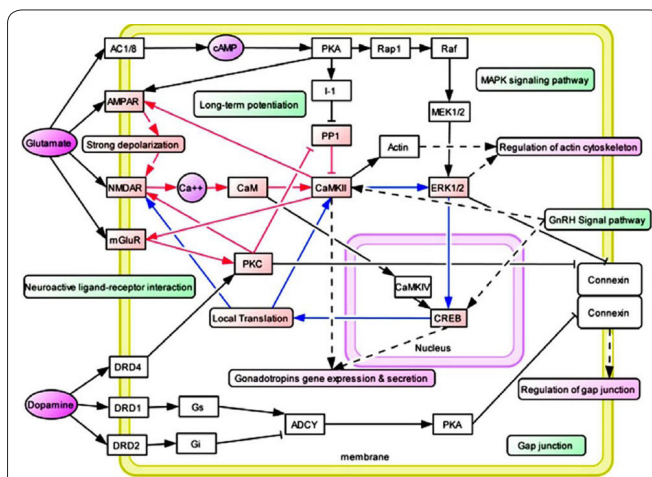 AC1/8
cAMP
PKA
Rap1
Raf
MAPK signaling pathway
AMPAR
Long-term potentiation
I-1
MEK1/2
Glutamate
Strong depolarization
PP1
Actin
Regulation of actin cytoskeleton
NMDAR
Ca++
CaM
CaMKII
ERK1/2
GnRH Signal pathway
mGluR
PKC
Neuroactive ligand-receptor interaction
CaMKIV
Connexin
Local Translation
CREB
Connexin
Nucleus
DRD4
Gonadotropins gene expression & secretion
Regulation of gap junction
Dopamine
DRD1
Gs
ADCY
PKA
DRD2
Gi
Gap junction
membrane